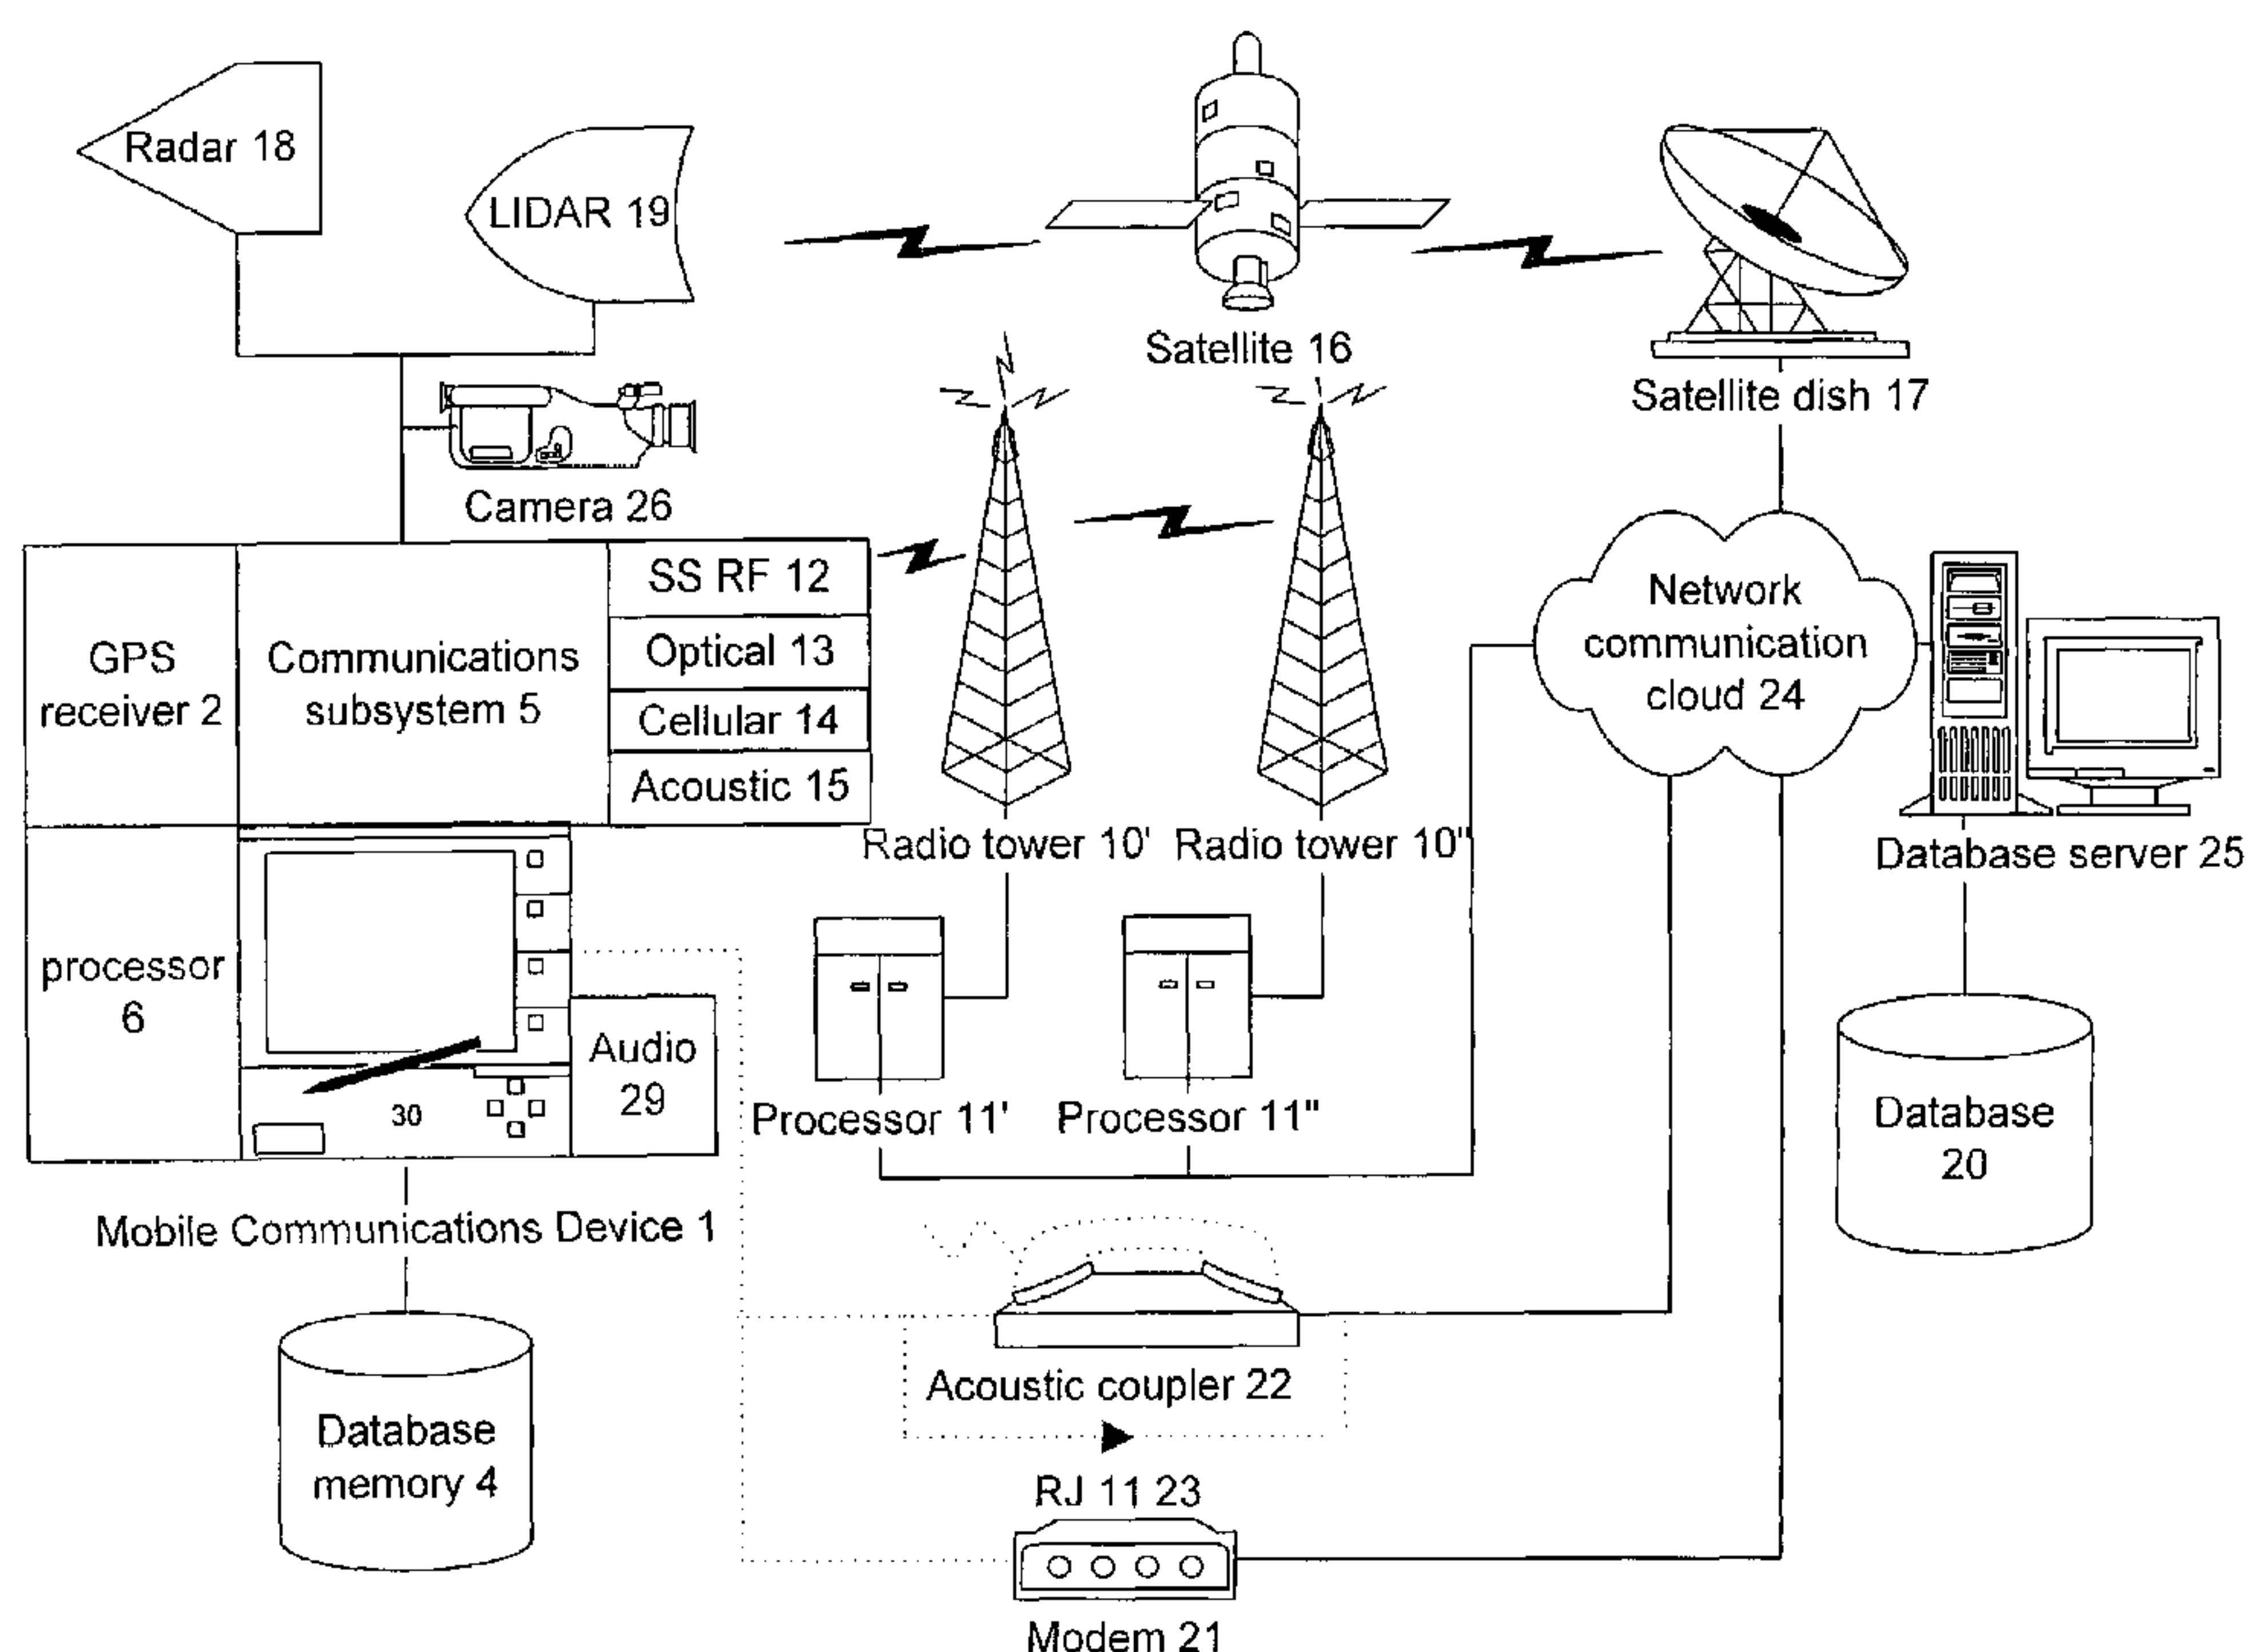 Radar 18
LIDAR 19
Satellite 16
Satellite dish 17
Camera 26
GPS
receiver 2
Communications
subsystem 5
SS RF 12
Optical 13
Cellular 14
Acoustic 15
Network
communication
cloud 24
Radio tower 10'
Radio tower 10"
Database server 25
processor
6
Audio
29
30
Processor 11'
Processor 11"
Database
20
Mobile Communications Device 1
Acoustic coupler 22
Database
memory 4
RJ 11 23
Modem 21